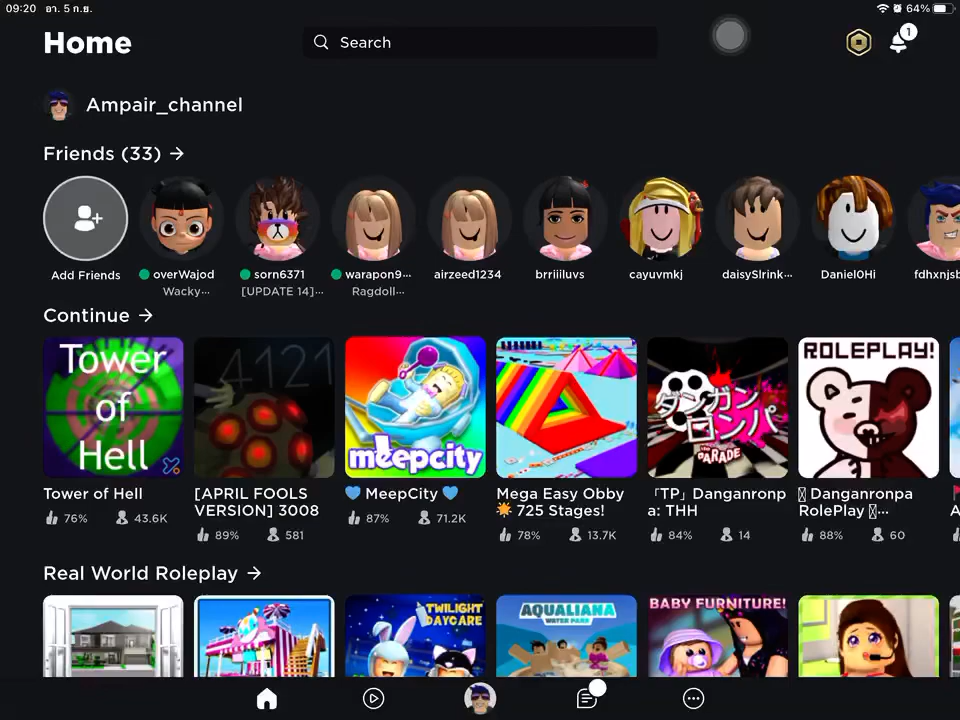 09:20 อา. 5 ก.ย. 64%
Home
Search
1
Ampair_channel
Friends (33) →
Add Friends
overWajod
sorn6371
warapon9...
airzeed1234
brriiiluvs
cayuvmkj
daisySlrink...
Daniel0Hi
fdhxnjsb
Wacky...
[UPDATE 14]...
Ragdoll...
Continue →
Tower
of
Hell
4121
meepcity
ダンガン
ロンパ
PARADE
ROLEPLAY!
Tower of Hell
76% 43.6K
[APRIL FOOLS
VERSION] 3008
89% 581
💙 MeepCity 💙
87% 71.2K
Mega Easy Obby
🌟 725 Stages!
78% 13.7K
「TP」Danganronp
a: THH
84% 14
Danganronpa
RolePlay ...
88% 60
Real World Roleplay →
TWILIGHT
DAYCARE
AQUALIANA
WATER PARK
BABY FURNITURE!